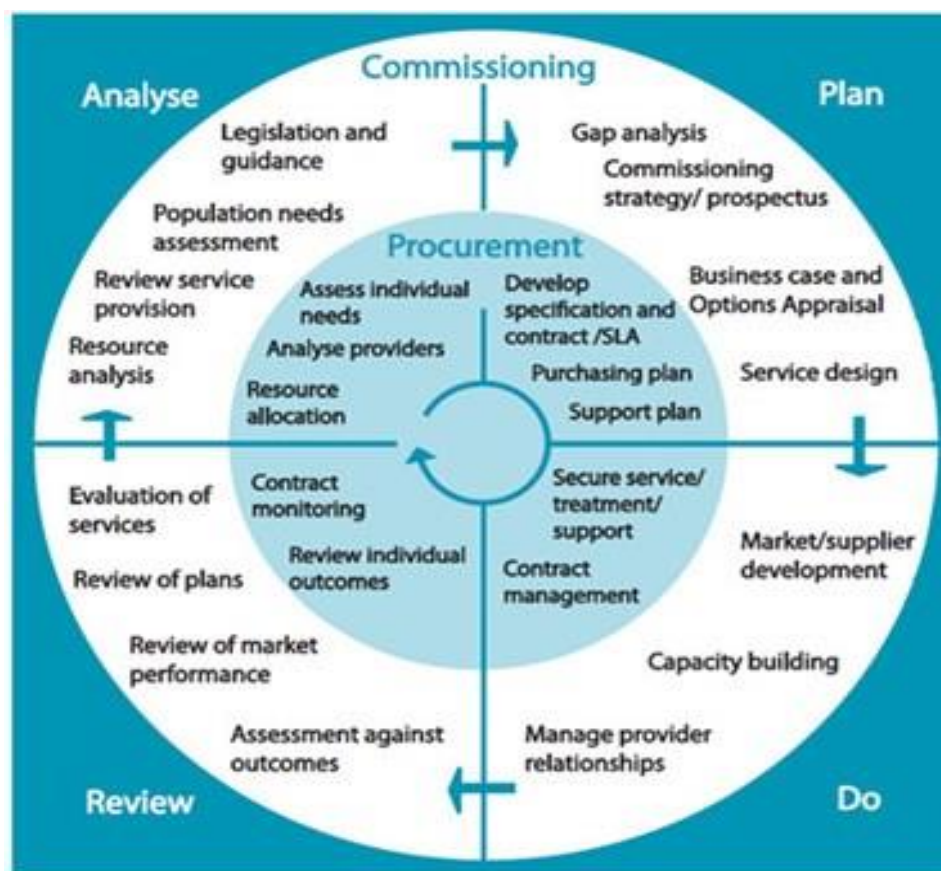 Commissioning
Analyse
Plan
Legislation and
guidance
Population needs
assessment
Review service
provision
Resource
analysis
Gap analysis
Commissioning
strategy/ prospectus
Business case and
Options Appraisal
Service design
Procurement
Assess individual
needs
Analyse providers
Resource
allocation
Develop
specification and
contract /SLA
Purchasing plan
Support plan
Contract
monitoring
Review individual
outcomes
Secure service/
treatment/
support
Contract
management
Evaluation of
services
Review of plans
Review of market
performance
Assessment against
outcomes
Market/supplier
development
Capacity building
Manage provider
relationships
Review
Do